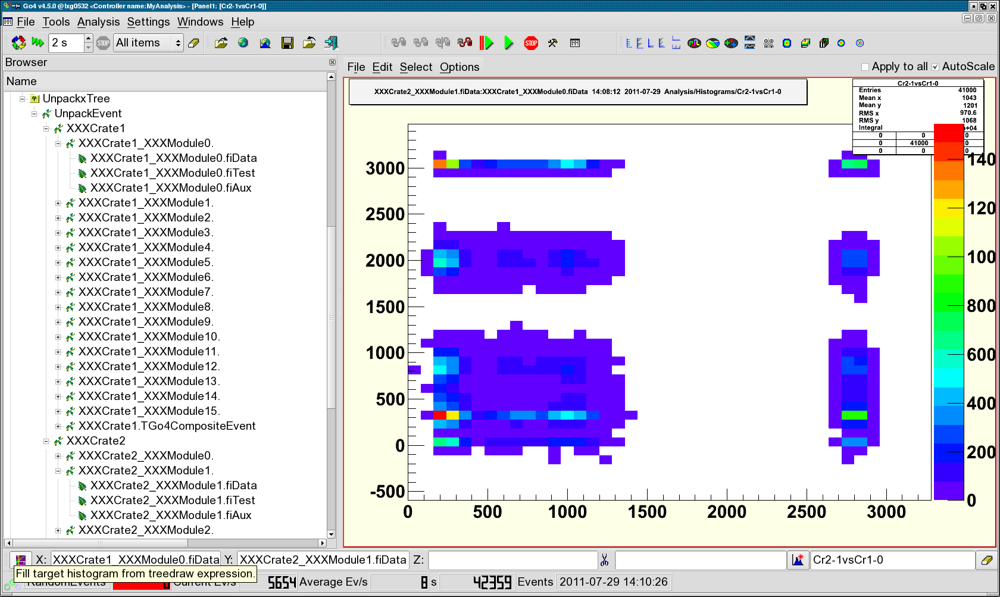 Go4 v4.5.0 @lxg0532 <Controller name:MyAnalysis> - [Panel1: [Cr2-1vsCr1-0]]
File Tools Analysis Settings Windows Help
2 s STOP All items STOP
Browser
Name
UnpackxTree
UnpackEvent
XXXCrate1
XXXCrate1_XXXModule0.
XXXCrate1_XXXModule0.fiData
XXXCrate1_XXXModule0.fiTest
XXXCrate1_XXXModule0.fiAux
XXXCrate1_XXXModule1.
XXXCrate1_XXXModule2.
XXXCrate1_XXXModule3.
XXXCrate1_XXXModule4.
XXXCrate1_XXXModule5.
XXXCrate1_XXXModule6.
XXXCrate1_XXXModule7.
XXXCrate1_XXXModule8.
XXXCrate1_XXXModule9.
XXXCrate1_XXXModule10.
XXXCrate1_XXXModule11.
XXXCrate1_XXXModule12.
XXXCrate1_XXXModule13.
XXXCrate1_XXXModule14.
XXXCrate1_XXXModule15.
XXXCrate1.TGo4CompositeEvent
XXXCrate2
XXXCrate2_XXXModule0.
XXXCrate2_XXXModule1.
XXXCrate2_XXXModule1.fiData
XXXCrate2_XXXModule1.fiTest
XXXCrate2_XXXModule1.fiAux
XXXCrate2_XXXModule2.
File Edit Select Options Apply to all AutoScale
XXXCrate2_XXXModule1.fiData:XXXCrate1_XXXModule0.fiData 14:08:12 2011-07-29 Analysis/Histograms/Cr2-1vsCr1-0
Cr2-1vsCr1-0
Entries 41000
Mean x 1043
Mean y 1201
RMS x 970.6
RMS y 1068
Integral e+04
0 0 0
0 41000 0
0 0 0
3000
2500
2000
1500
1000
500
0
-500
0 500 1000 1500 2000 2500 3000
140
120
100
800
600
400
200
0
X: XXXCrate1_XXXModule0.fiData Y: XXXCrate2_XXXModule1.fiData Z: Cr2-1vsCr1-0
Fill target histogram from treedraw expression.
RandomEvents 0 Current Ev/s 5654 Average Ev/s 8 s 42359 Events 2011-07-29 14:10:26